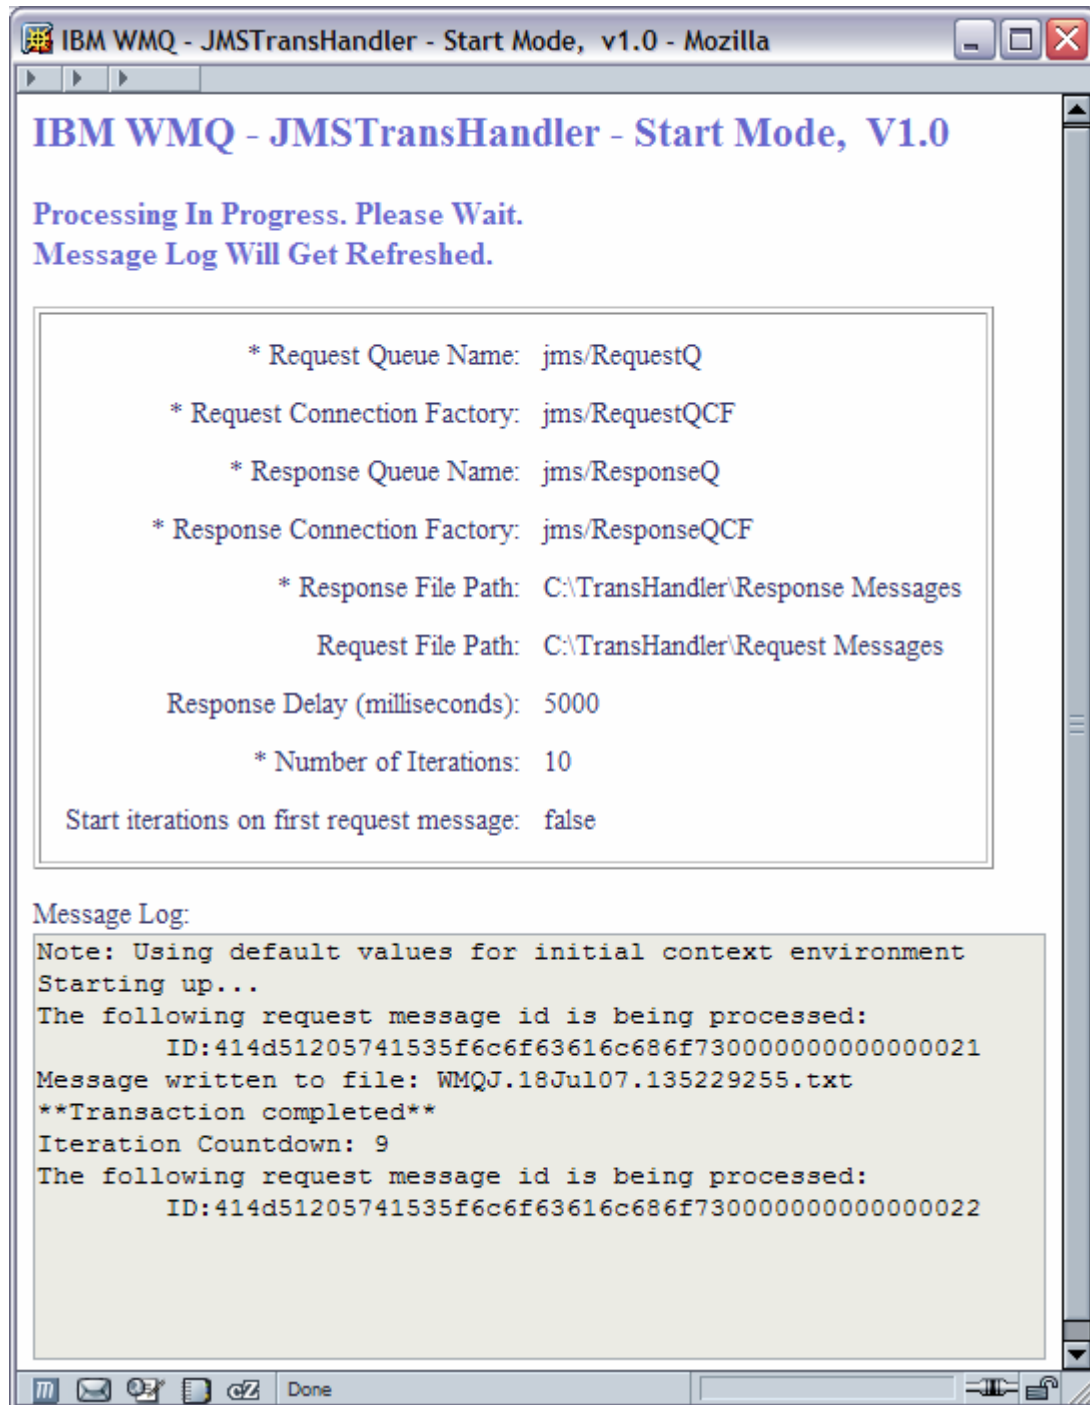 IBM WMQ - JMSTransHandler - Start Mode,  v1.0 - Mozilla
IBM WMQ - JMSTransHandler - Start Mode,  V1.0
Processing In Progress. Please Wait.
Message Log Will Get Refreshed.
* Request Queue Name: jms/RequestQ
* Request Connection Factory: jms/RequestQCF
* Response Queue Name: jms/ResponseQ
* Response Connection Factory: jms/ResponseQCF
* Response File Path: C:\TransHandler\Response Messages
Request File Path: C:\TransHandler\Request Messages
Response Delay (milliseconds): 5000
* Number of Iterations: 10
Start iterations on first request message: false
Message Log:
Note: Using default values for initial context environment
Starting up...
The following request message id is being processed:
ID:414d51205741535f6c6f63616c686f730000000000000021
Message written to file: WMQJ.18Jul07.135229255.txt
**Transaction completed**
Iteration Countdown: 9
The following request message id is being processed:
ID:414d51205741535f6c6f63616c686f730000000000000022
Done